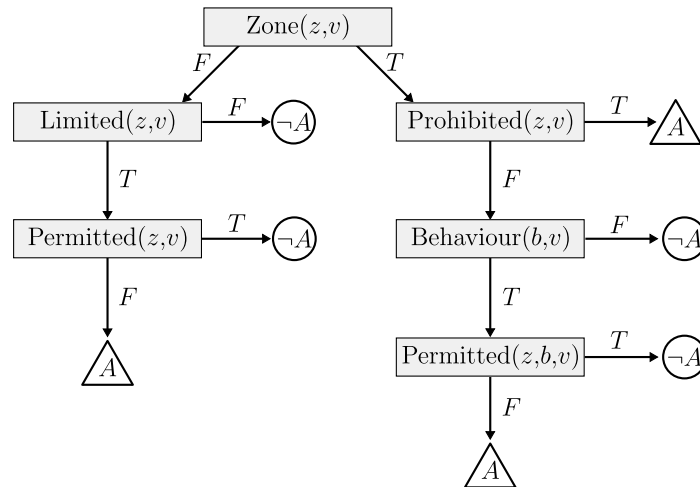 Zone(z,v)
F
T
Limited(z,v)
F
¬A
Prohibited(z,v)
T
A
T
F
Permitted(z,v)
T
¬A
Behaviour(b,v)
F
¬A
F
T
A
Permitted(z,b,v)
T
¬A
F
A